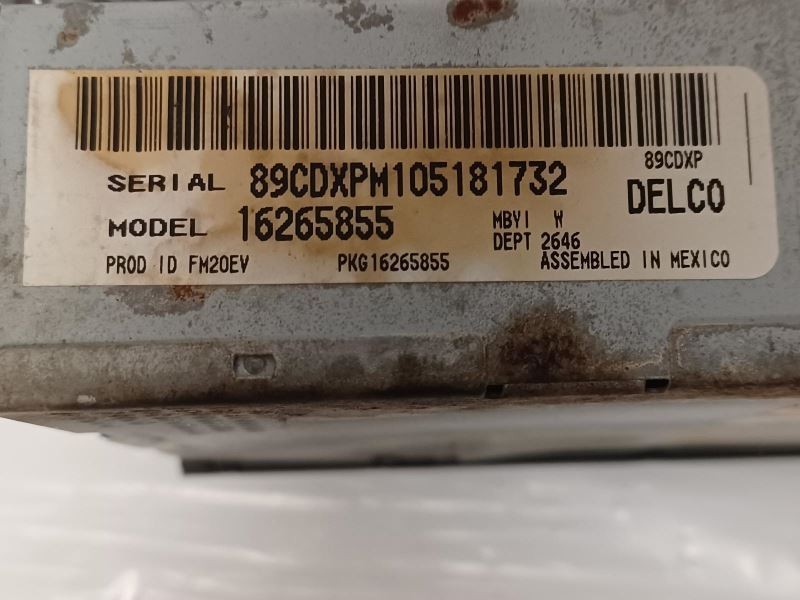 89CDXP
SERIAL 89CDXPM105181732
DELCO
MODEL 16265855
MBYI W
DEPT 2646
PROD ID FM20EV
PKG16265855
ASSEMBLED IN MEXICO